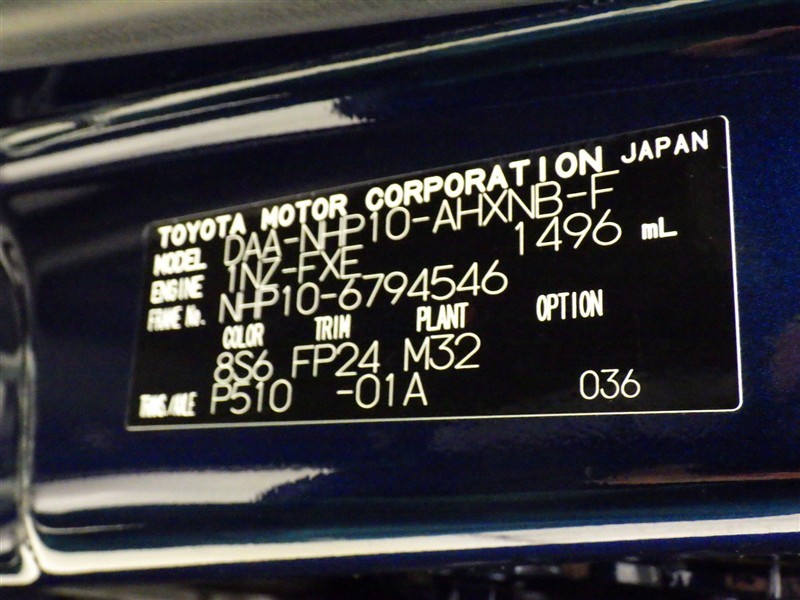 TOYOTA MOTOR CORPORATION JAPAN
MODEL DAA-NHP10-AHXNB-F
ENGINE 1NZ-FXE 1496 mL
FRAME No. NHP10-6794546
COLOR TRIM PLANT OPTION
8S6 FP24 M32
TRANS/AXLE P510 -01A 036